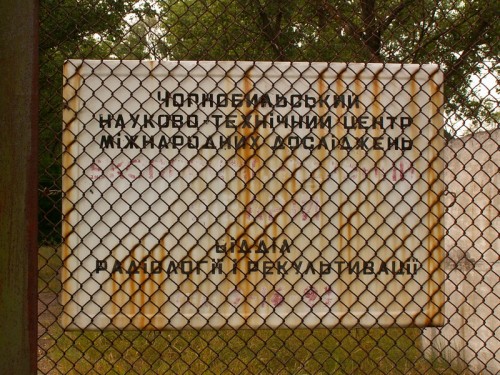 ЧОРНОБИЛЬСЬКИЙ
НАУКОВО-ТЕХНІЧНИЙ ЦЕНТР
МІЖНАРОДНИХ ДОСЛІДЖЕНЬ
ВІДДІЛ
РАДІОЛОГІЇ І РЕКУЛЬТИВАЦІЇ